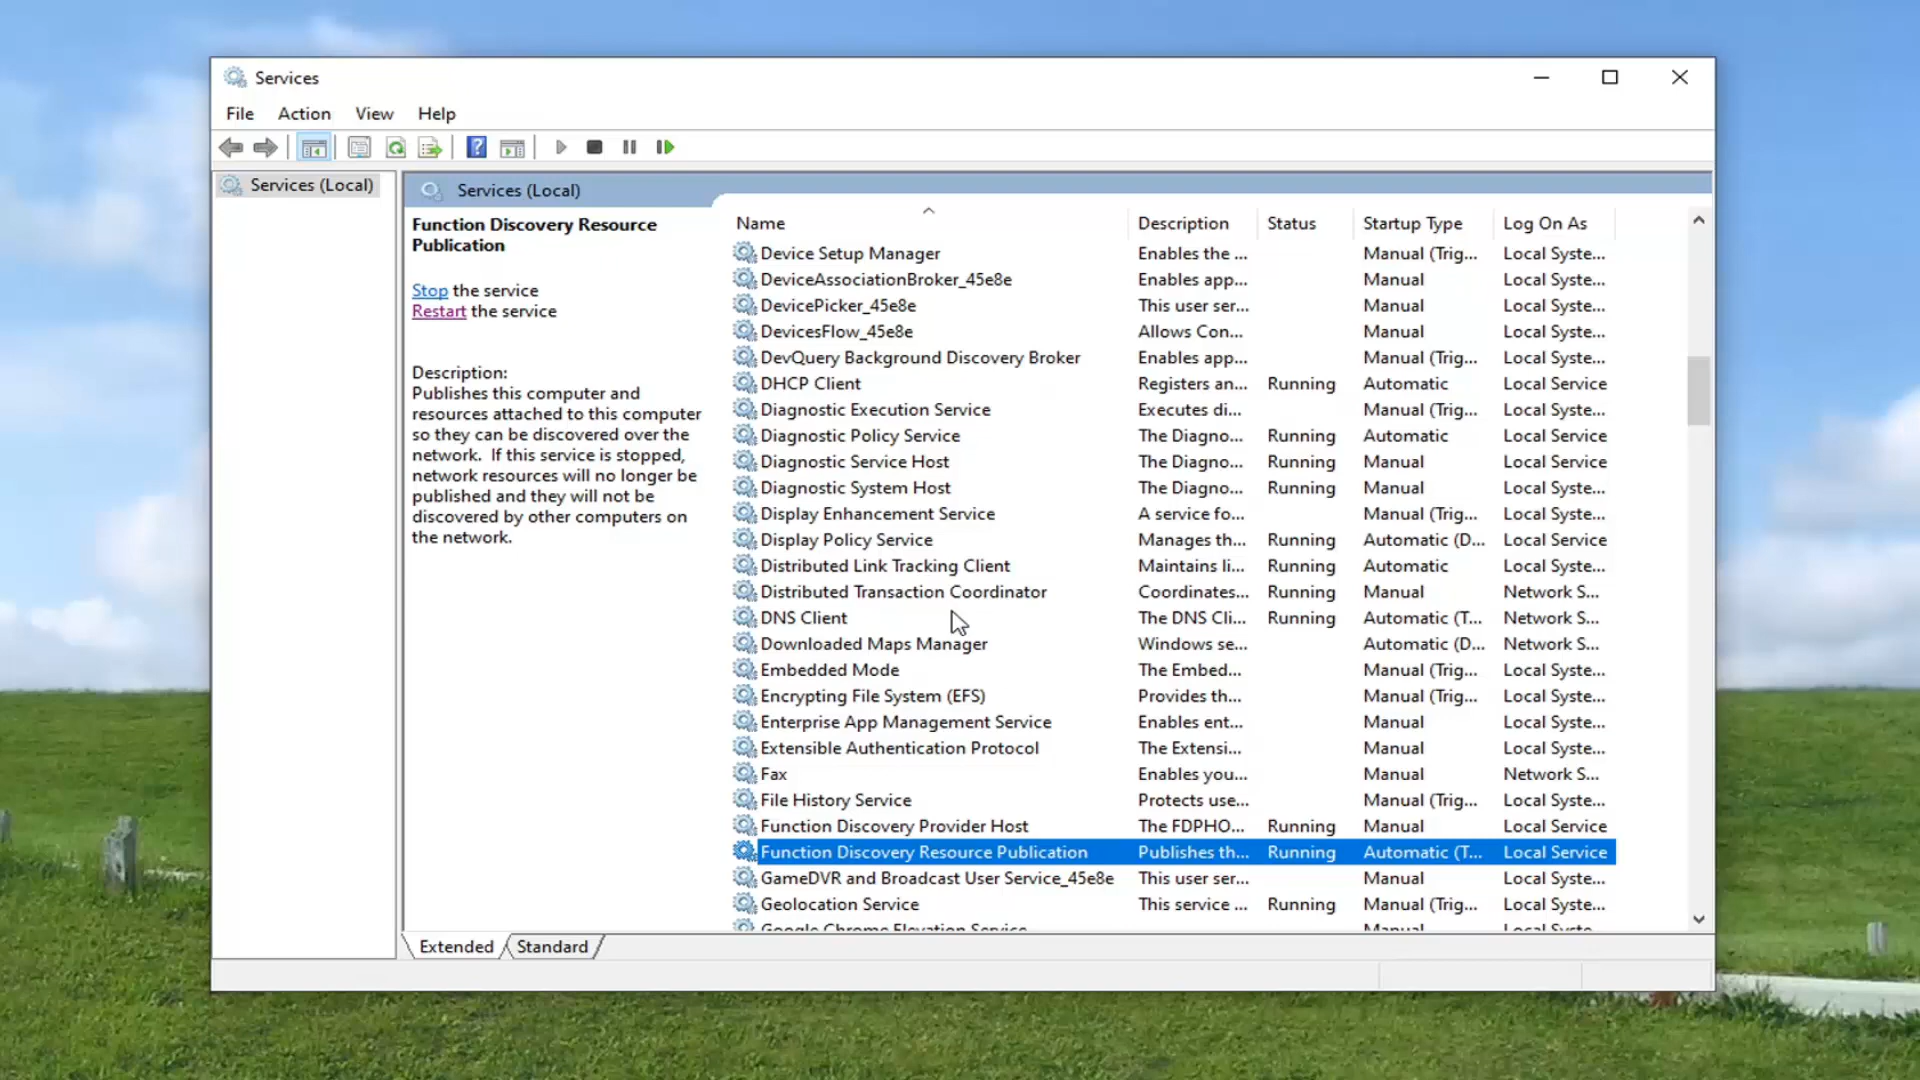 Services
File Action View Help
Services (Local)
Services (Local)
Function Discovery Resource
Publication
Stop the service
Restart the service
Description:
Publishes this computer and
resources attached to this computer
so they can be discovered over the
network. If this service is stopped,
network resources will no longer be
published and they will not be
discovered by other computers on
the network.
Name Description Status Startup Type Log On As
Device Setup Manager Enables the ... Manual (Trig... Local Syste...
DeviceAssociationBroker_45e8e Enables app... Manual Local Syste...
DevicePicker_45e8e This user ser... Manual Local Syste...
DevicesFlow_45e8e Allows Con... Manual Local Syste...
DevQuery Background Discovery Broker Enables app... Manual (Trig... Local Syste...
DHCP Client Registers an... Running Automatic Local Service
Diagnostic Execution Service Executes di... Manual (Trig... Local Syste...
Diagnostic Policy Service The Diagno... Running Automatic Local Service
Diagnostic Service Host The Diagno... Running Manual Local Service
Diagnostic System Host The Diagno... Running Manual Local Syste...
Display Enhancement Service A service fo... Manual (Trig... Local Syste...
Display Policy Service Manages th... Running Automatic (D... Local Service
Distributed Link Tracking Client Maintains li... Running Automatic Local Syste...
Distributed Transaction Coordinator Coordinates... Running Manual Network S...
DNS Client The DNS Cli... Running Automatic (T... Network S...
Downloaded Maps Manager Windows se... Automatic (D... Network S...
Embedded Mode The Embed... Manual (Trig... Local Syste...
Encrypting File System (EFS) Provides th... Manual (Trig... Local Syste...
Enterprise App Management Service Enables ent... Manual Local Syste...
Extensible Authentication Protocol The Extensi... Manual Local Syste...
Fax Enables you... Manual Network S...
File History Service Protects use... Manual (Trig... Local Syste...
Function Discovery Provider Host The FDPHO... Running Manual Local Service
Function Discovery Resource Publication Publishes th... Running Automatic (T... Local Service
GameDVR and Broadcast User Service_45e8e This user ser... Manual Local Syste...
Geolocation Service This service ... Running Manual (Trig... Local Syste...
Google Chrome Elevation Service Manual Local Syste...
Extended Standard